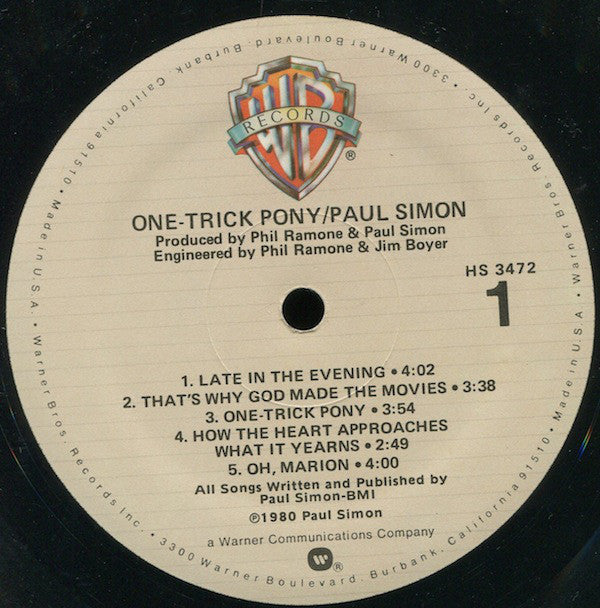 3300 Warner Boulevard. Burbank, California 91510 • Made in U.S.A. • Warner Bros. Records Inc. • 3300 Warner Boulevard. Burbank, California 91510 • Made in U.S.A. • Warner Bros. Records Inc. •
WB
RECORDS
®
ONE-TRICK PONY/PAUL SIMON
Produced by Phil Ramone & Paul Simon
Engineered by Phil Ramone & Jim Boyer
HS 3472
1
1. LATE IN THE EVENING • 4:02
2. THAT'S WHY GOD MADE THE MOVIES • 3:38
3. ONE-TRICK PONY • 3:54
4. HOW THE HEART APPROACHES
WHAT IT YEARNS • 2:49
5. OH, MARION • 4:00
All Songs Written and Published by
Paul Simon-BMI
℗1980 Paul Simon
a Warner Communications Company
W®